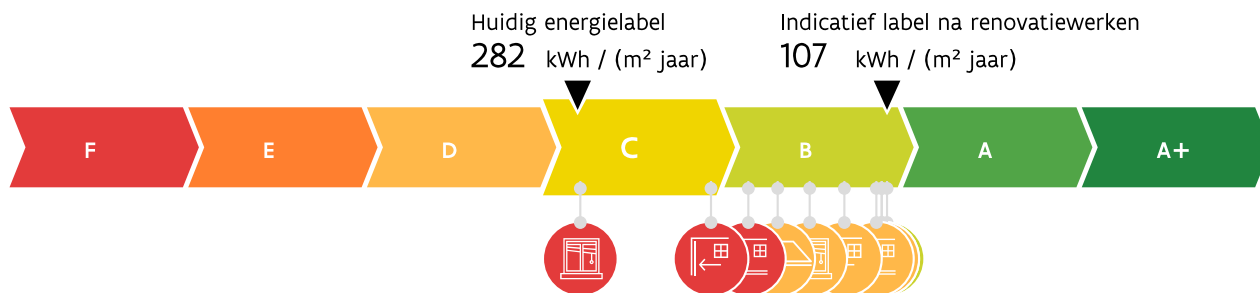 Huidig energielabel
282 kWh / (m² jaar)
Indicatief label na renovatiewerken
107 kWh / (m² jaar)
F E D C B A A+